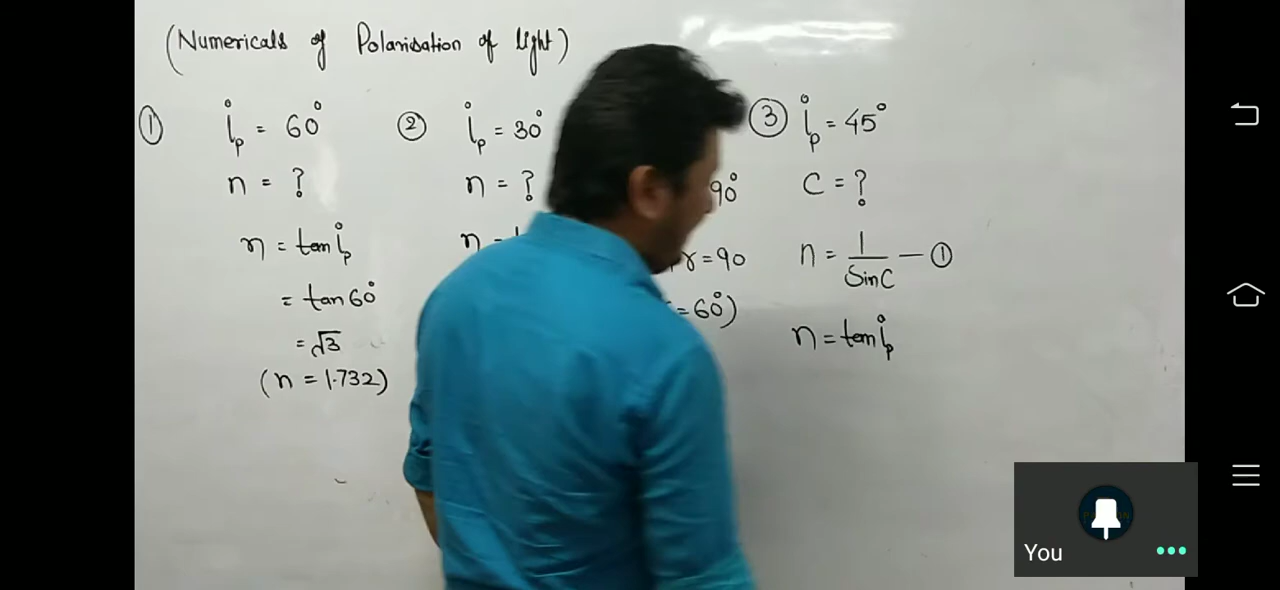 (Numericals of Polarisation of light)
① i_p = 60°
n = ?
n = tan i_p
= tan 60°
= √3
(n = 1.732)
② i_p = 30°
n = ?
n =
90°
r = 90
= 60°)
③ i_p = 45°
C = ?
n = 1/SinC — ①
n = tan i_p
You